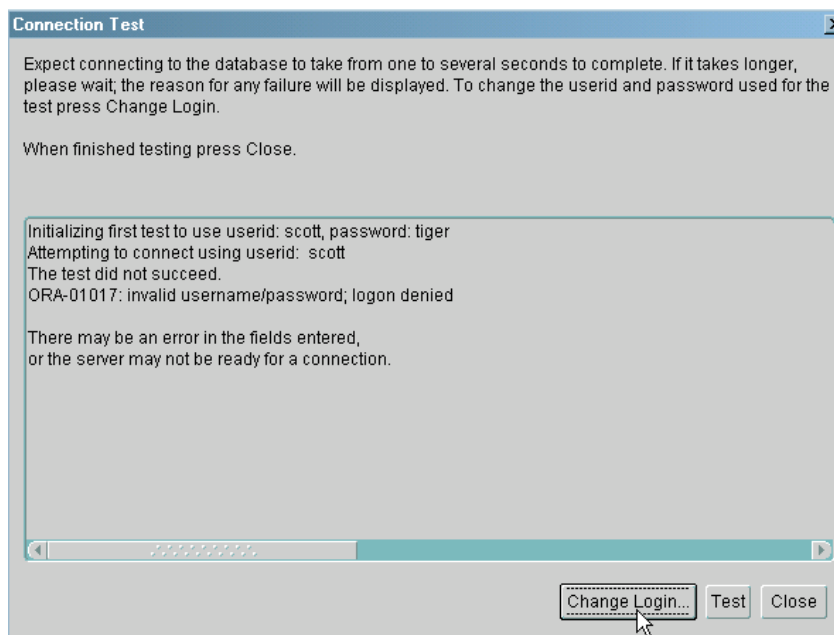 Connection Test
Expect connecting to the database to take from one to several seconds to complete. If it takes longer,
please wait; the reason for any failure will be displayed. To change the userid and password used for the
test press Change Login.
When finished testing press Close.
Initializing first test to use userid: scott, password: tiger
Attempting to connect using userid:  scott
The test did not succeed.
ORA-01017: invalid username/password; logon denied
There may be an error in the fields entered,
or the server may not be ready for a connection.
Change Login...
Test
Close